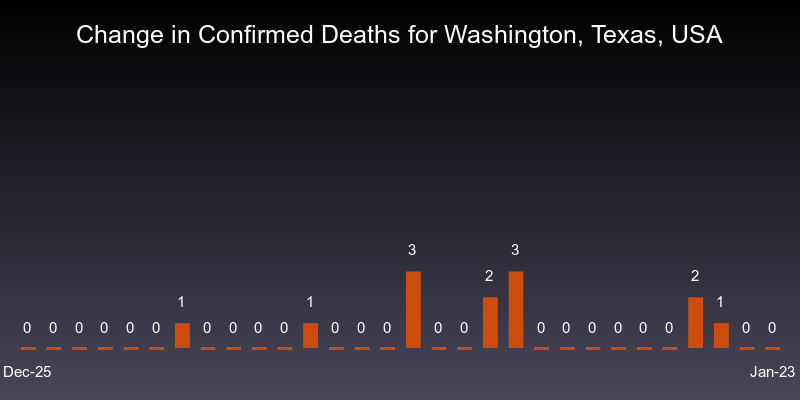 Change in Confirmed Deaths for Washington, Texas, USA
3 3
2 2
1 1 1
0 0 0 0 0 0 0 0 0 0 0 0 0 0 0 0 0 0 0 0 0 0 0
Dec-25 Jan-23